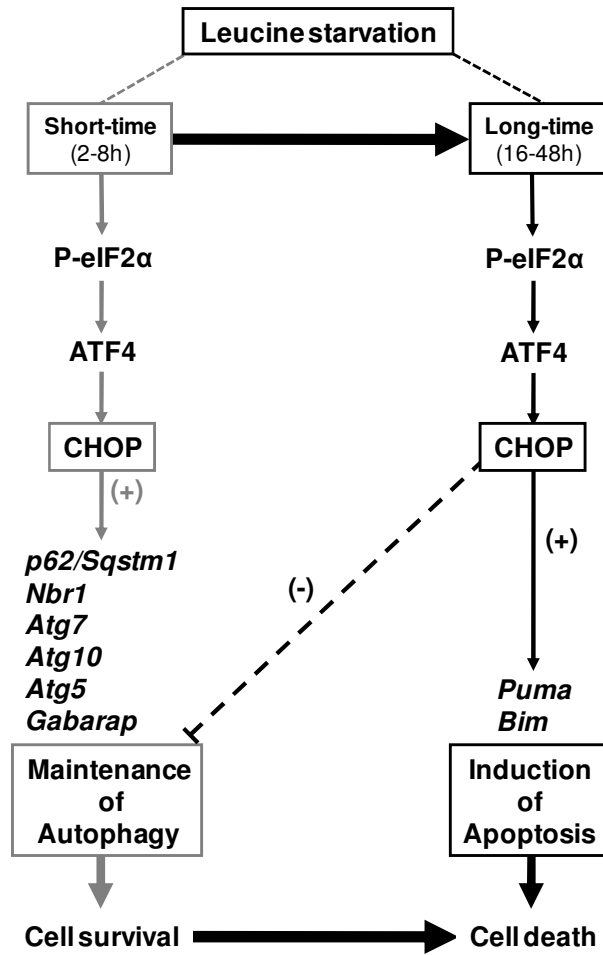 Leucine starvation
Short-time
(2-8h)
Long-time
(16-48h)
P-eIF2α
P-eIF2α
ATF4
ATF4
CHOP
CHOP
(+)
(+)
(-)
p62/Sqstm1
Nbr1
Atg7
Atg10
Atg5
Gabarap
Puma
Bim
Maintenance
of
Autophagy
Induction
of
Apoptosis
Cell survival
Cell death